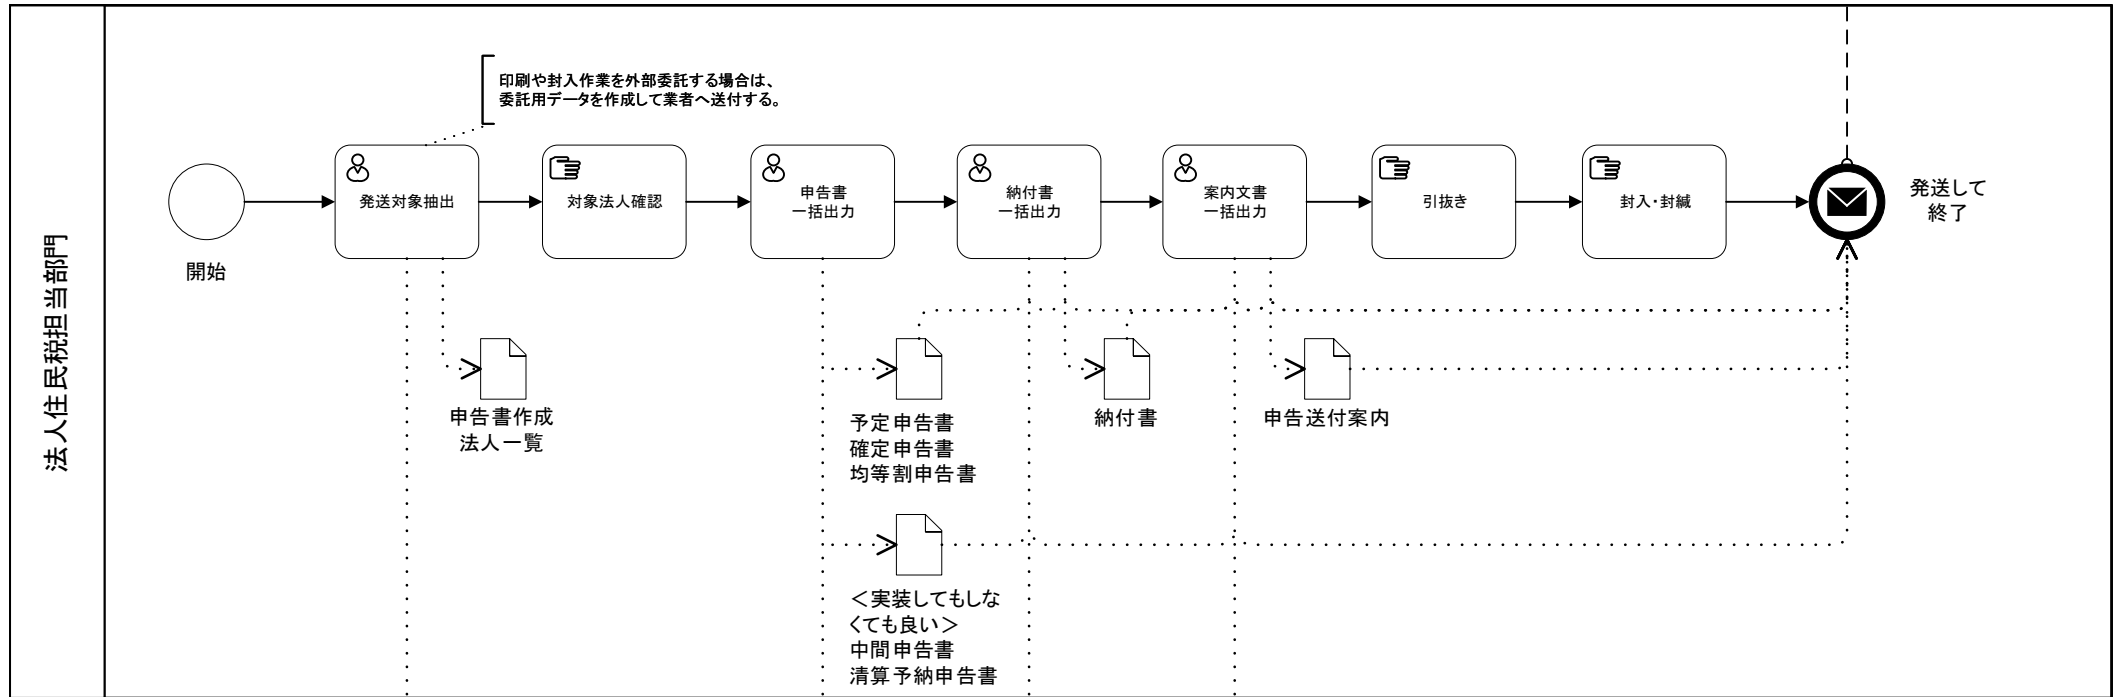 法人住民税担当部門
印刷や封入作業を外部委託する場合は、
委託用データを作成して業者へ送付する。
開始
発送対象抽出
対象法人確認
申告書
一括出力
納付書
一括出力
案内文書
一括出力
引抜き
封入・封緘
発送して
終了
申告書作成
法人一覧
予定申告書
確定申告書
均等割申告書
納付書
申告送付案内
＜実装してもしな
くても良い＞
中間申告書
清算予納申告書